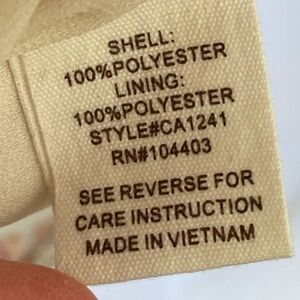 SHELL:
100%POLYESTER
LINING:
100%POLYESTER
STYLE#CA1241
RN#104403
SEE REVERSE FOR
CARE INSTRUCTION
MADE IN VIETNAM